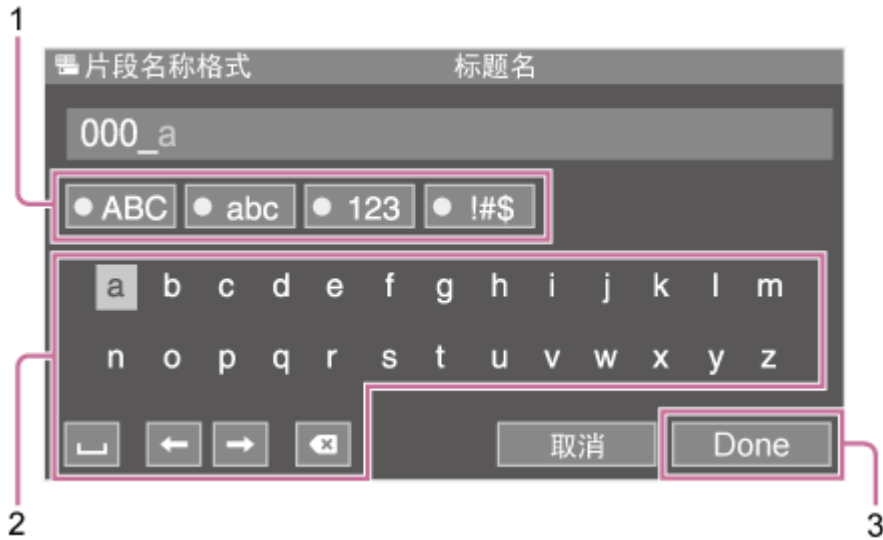 1
片段名称格式 标题名
000_a
ABC abc 123 !#$
a b c d e f g h i j k l m
n o p q r s t u v w x y z
取消 Done
2 3